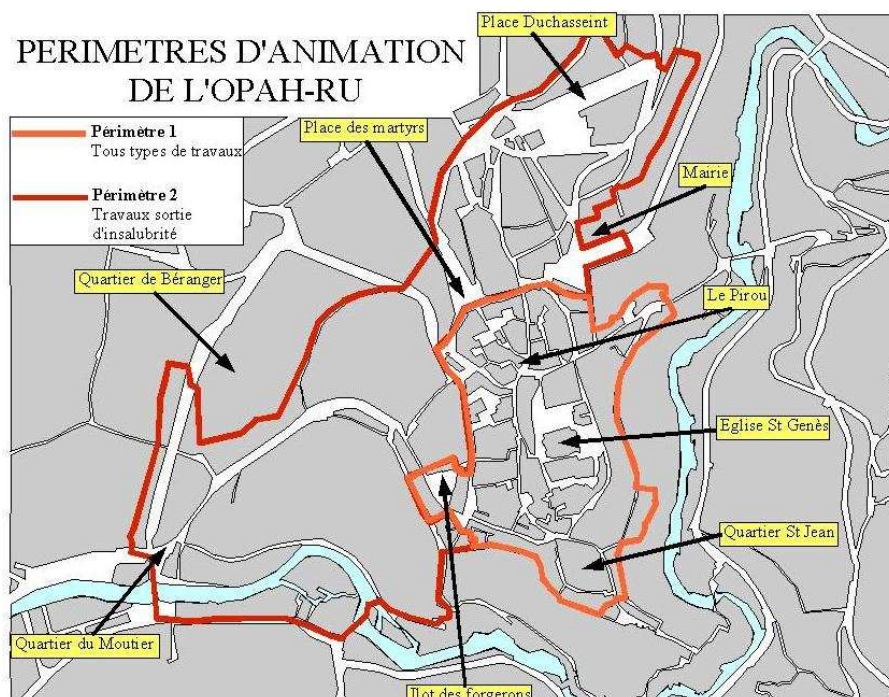 PERIMETRES D'ANIMATION
DE L'OPAH-RU
Périmètre 1
Tous types de travaux
Périmètre 2
Travaux sortie
d'insalubrité
Place Duchasseint
Place des martyrs
Mairie
Quartier de Béranger
Le Pirou
Eglise St Genès
Quartier St Jean
Quartier du Moutier
Ilot des forgerons